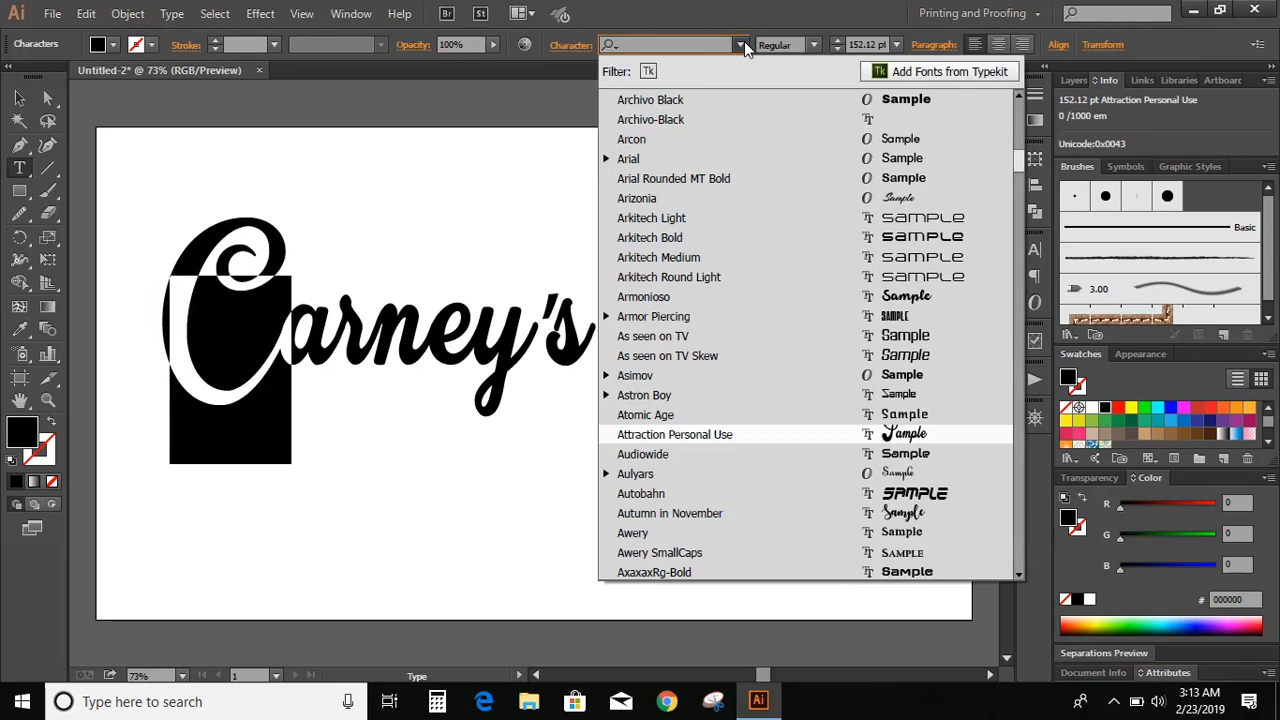 Ai File Edit Object Type Select Effect View Window Help Br St Printing and Proofing
Characters Stroke: Opacity: 100% Character: Regular 152.12 pt Paragraph: Align Transform
Untitled-2* @ 73% (RGB/Preview) ×
Filter: Tk Tk Add Fonts from Typekit
Archivo Black O Sample
Archivo-Black
Arcon O Sample
Arial O Sample
Arial Rounded MT Bold O Sample
Arizonia O Sample
Arkitech Light SAMPLE
Arkitech Bold SAMPLE
Arkitech Medium SAMPLE
Arkitech Round Light SAMPLE
Armonioso Sample
Armor Piercing SAMPLE
As seen on TV Sample
As seen on TV Skew Sample
Asimov O Sample
Astron Boy Sample
Atomic Age Sample
Attraction Personal Use Sample
Audiowide Sample
Aulyars O Sample
Autobahn SAMPLE
Autumn in November Sample
Awery Sample
Awery SmallCaps SAMPLE
AxaxaxRg-Bold Sample
Carney's
Layers Info Links Libraries Artboard
152.12 pt Attraction Personal Use
0 /1000 em
Unicode:0x0043
Brushes Symbols Graphic Styles
Basic
3.00
Swatches Appearance
Transparency Color
R 0
G 0
B 0
# 000000
Separations Preview
Document Info Attributes
73% 1 Type
Type here to search
Ai
3:13 AM
2/23/2019